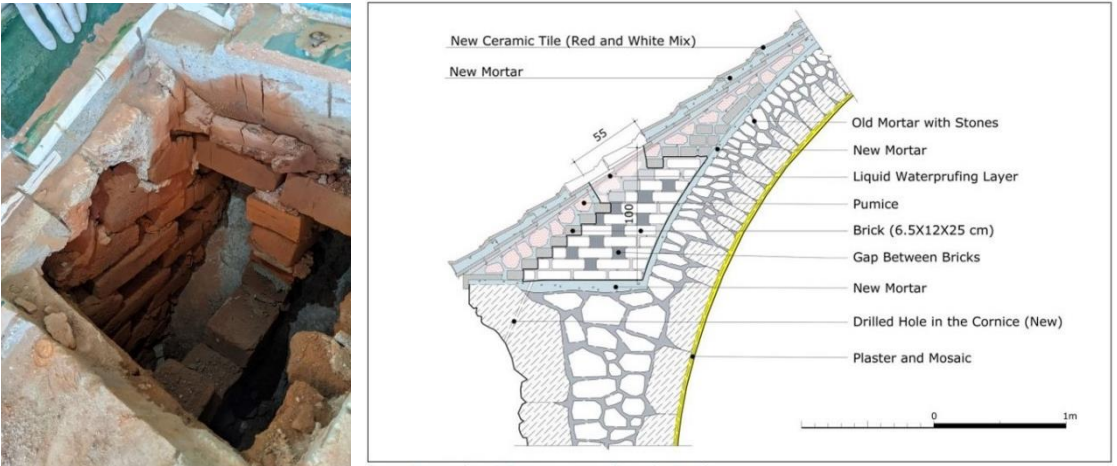 New Ceramic Tile (Red and White Mix)
New Mortar
55
100
Old Mortar with Stones
New Mortar
Liquid Waterprufing Layer
Pumice
Brick (6.5X12X25 cm)
Gap Between Bricks
New Mortar
Drilled Hole in the Cornice (New)
Plaster and Mosaic
0
1m